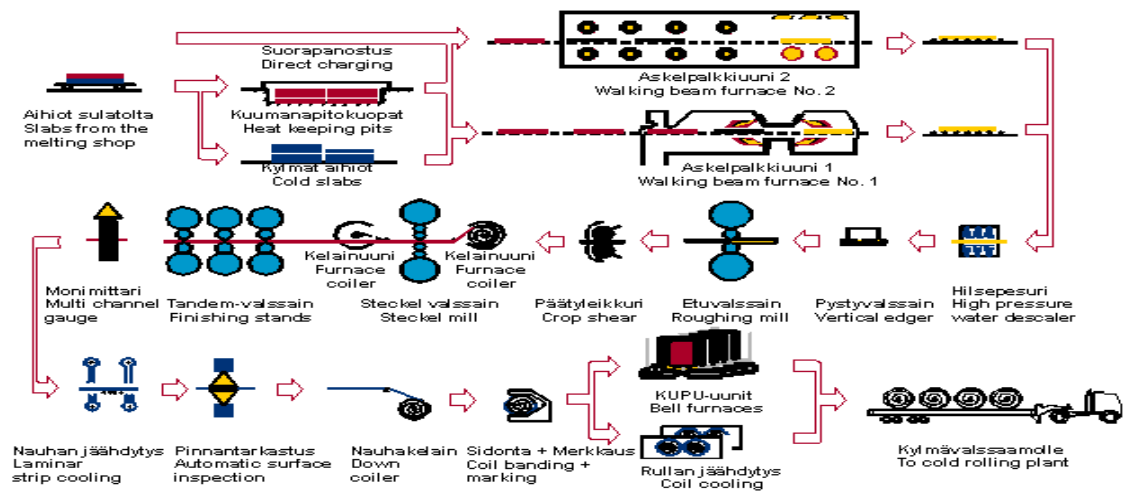 Suorapanostus
Direct charging
Askelpalkkiuuni 2
Walking beam furnace No. 2
Aihiot sulatolta
Slabs from the
melting shop
Kuumanapitokuopat
Heat keeping pits
Kylmat aihiot
Cold slabs
Askelpalkkiuuni 1
Walking beam furnace No. 1
Monimittari
Multi channel
gauge
Tandem-valssain
Finishing stands
Kelainuuni
Furnace
coiler
Kelainuuni
Furnace
coiler
Steckel valssain
Steckel mill
Päätyleikkuri
Crop shear
Etuvalssain
Roughing mill
Pystyvalssain
Vertical edger
Hilsepesuri
High pressure
water descaler
Nauhan jäähdytys
Laminar
strip cooling
Pinnantarkastus
Automatic surface
inspection
Nauhakelain
Down
coiler
Sidonta + Merkkaus
Coil banding +
marking
KUPU-uunit
Bell furnaces
Rullan jäähdytys
Coil cooling
Kylmävalssaamolle
To cold rolling plant